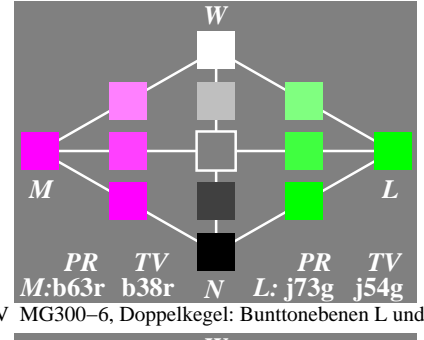 W
M L
PR TV PR TV
M:b63r b38r N L: j73g j54g
MG300−6, Doppelkegel: Bunttonebenen L und